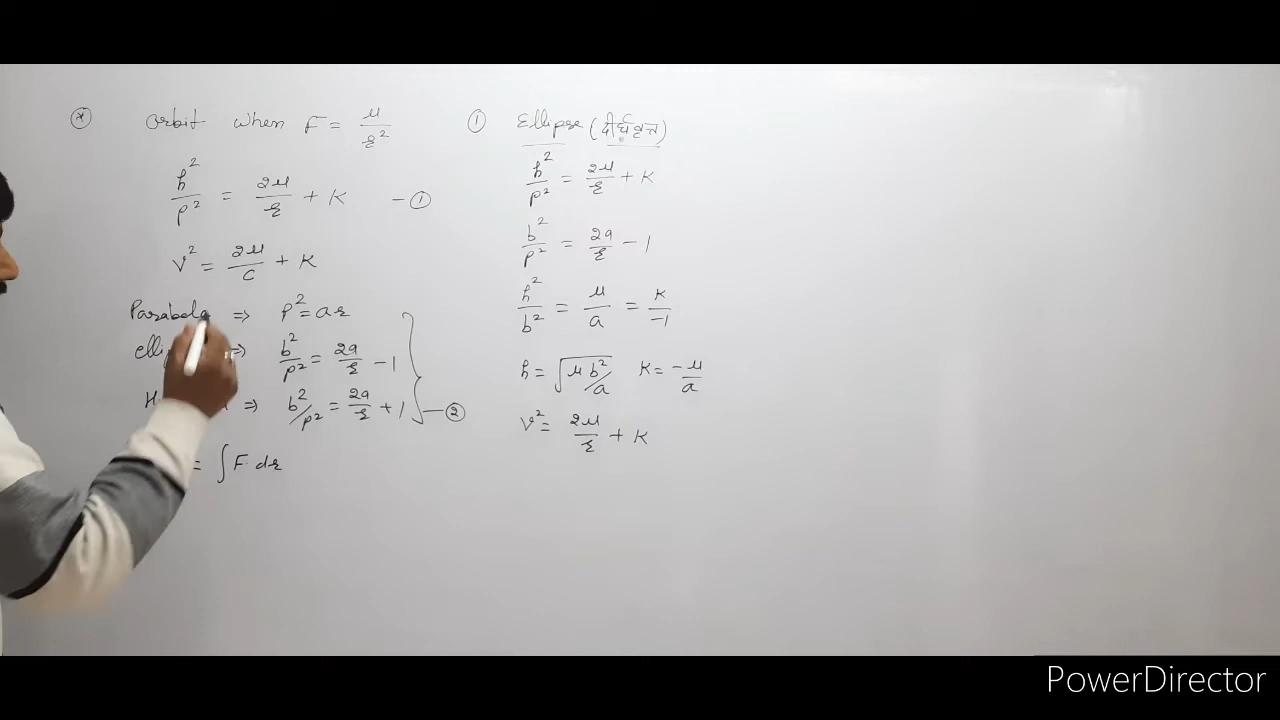 * Orbit when F = μ/r²
h²/p² = 2μ/r + K - ①
V² = 2μ/c + K
Parabola ⇒ p² = ar
b²/p² = 2a/r - 1
⇒ b²/p² = 2a/r + 1 - ②
= ∫ F. dr
① Ellipse (दीर्घवृत्त)
h²/p² = 2μ/r + K
b²/p² = 2a/r - 1
h²/b² = μ/a = K/-1
h = √(μb²/a) K = -μ/a
V² = 2μ/r + K
PowerDirector